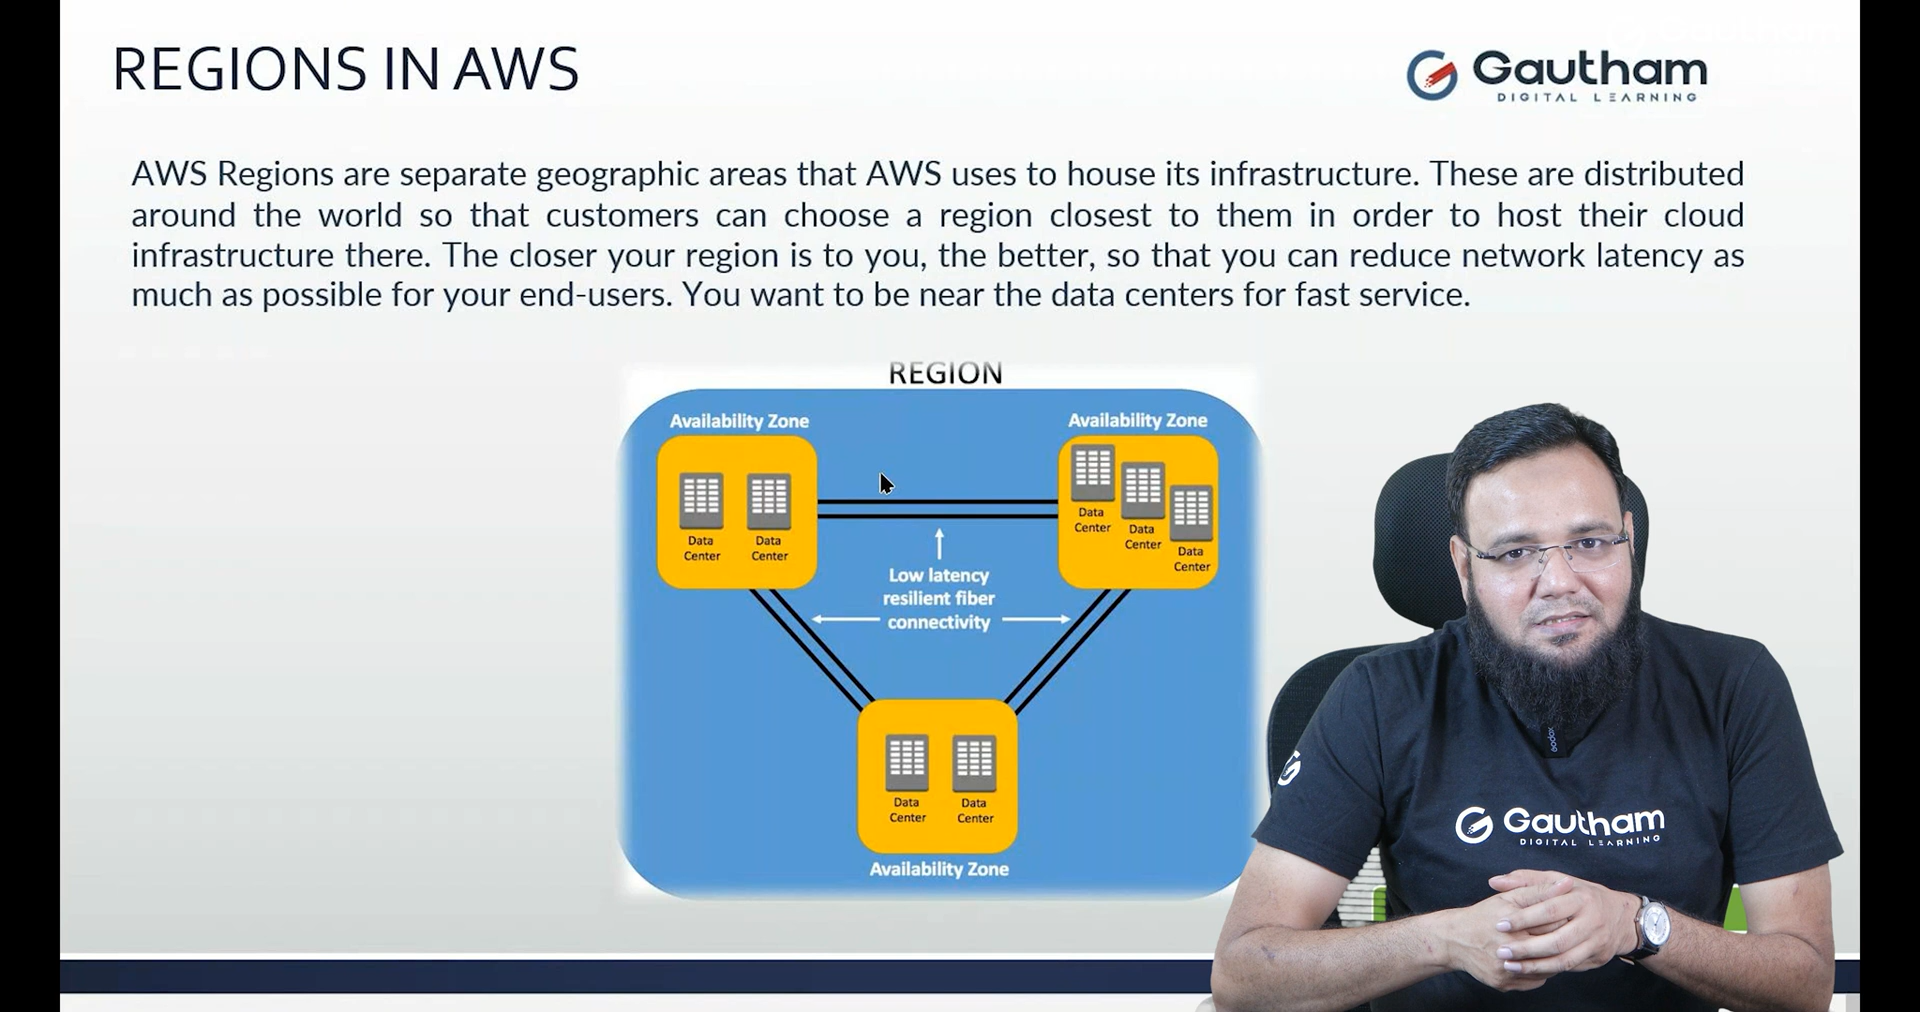 REGIONS IN AWS
Gautham
DIGITAL LEARNING
AWS Regions are separate geographic areas that AWS uses to house its infrastructure. These are distributed
around the world so that customers can choose a region closest to them in order to host their cloud
infrastructure there. The closer your region is to you, the better, so that you can reduce network latency as
much as possible for your end-users. You want to be near the data centers for fast service.
REGION
Availability Zone
Data
Center
Data
Center
Availability Zone
Data
Center
Data
Center
Data
Center
Low latency
resilient fiber
connectivity
Data
Center
Data
Center
Availability Zone
Godox
Gautham
DIGITAL LEARNING